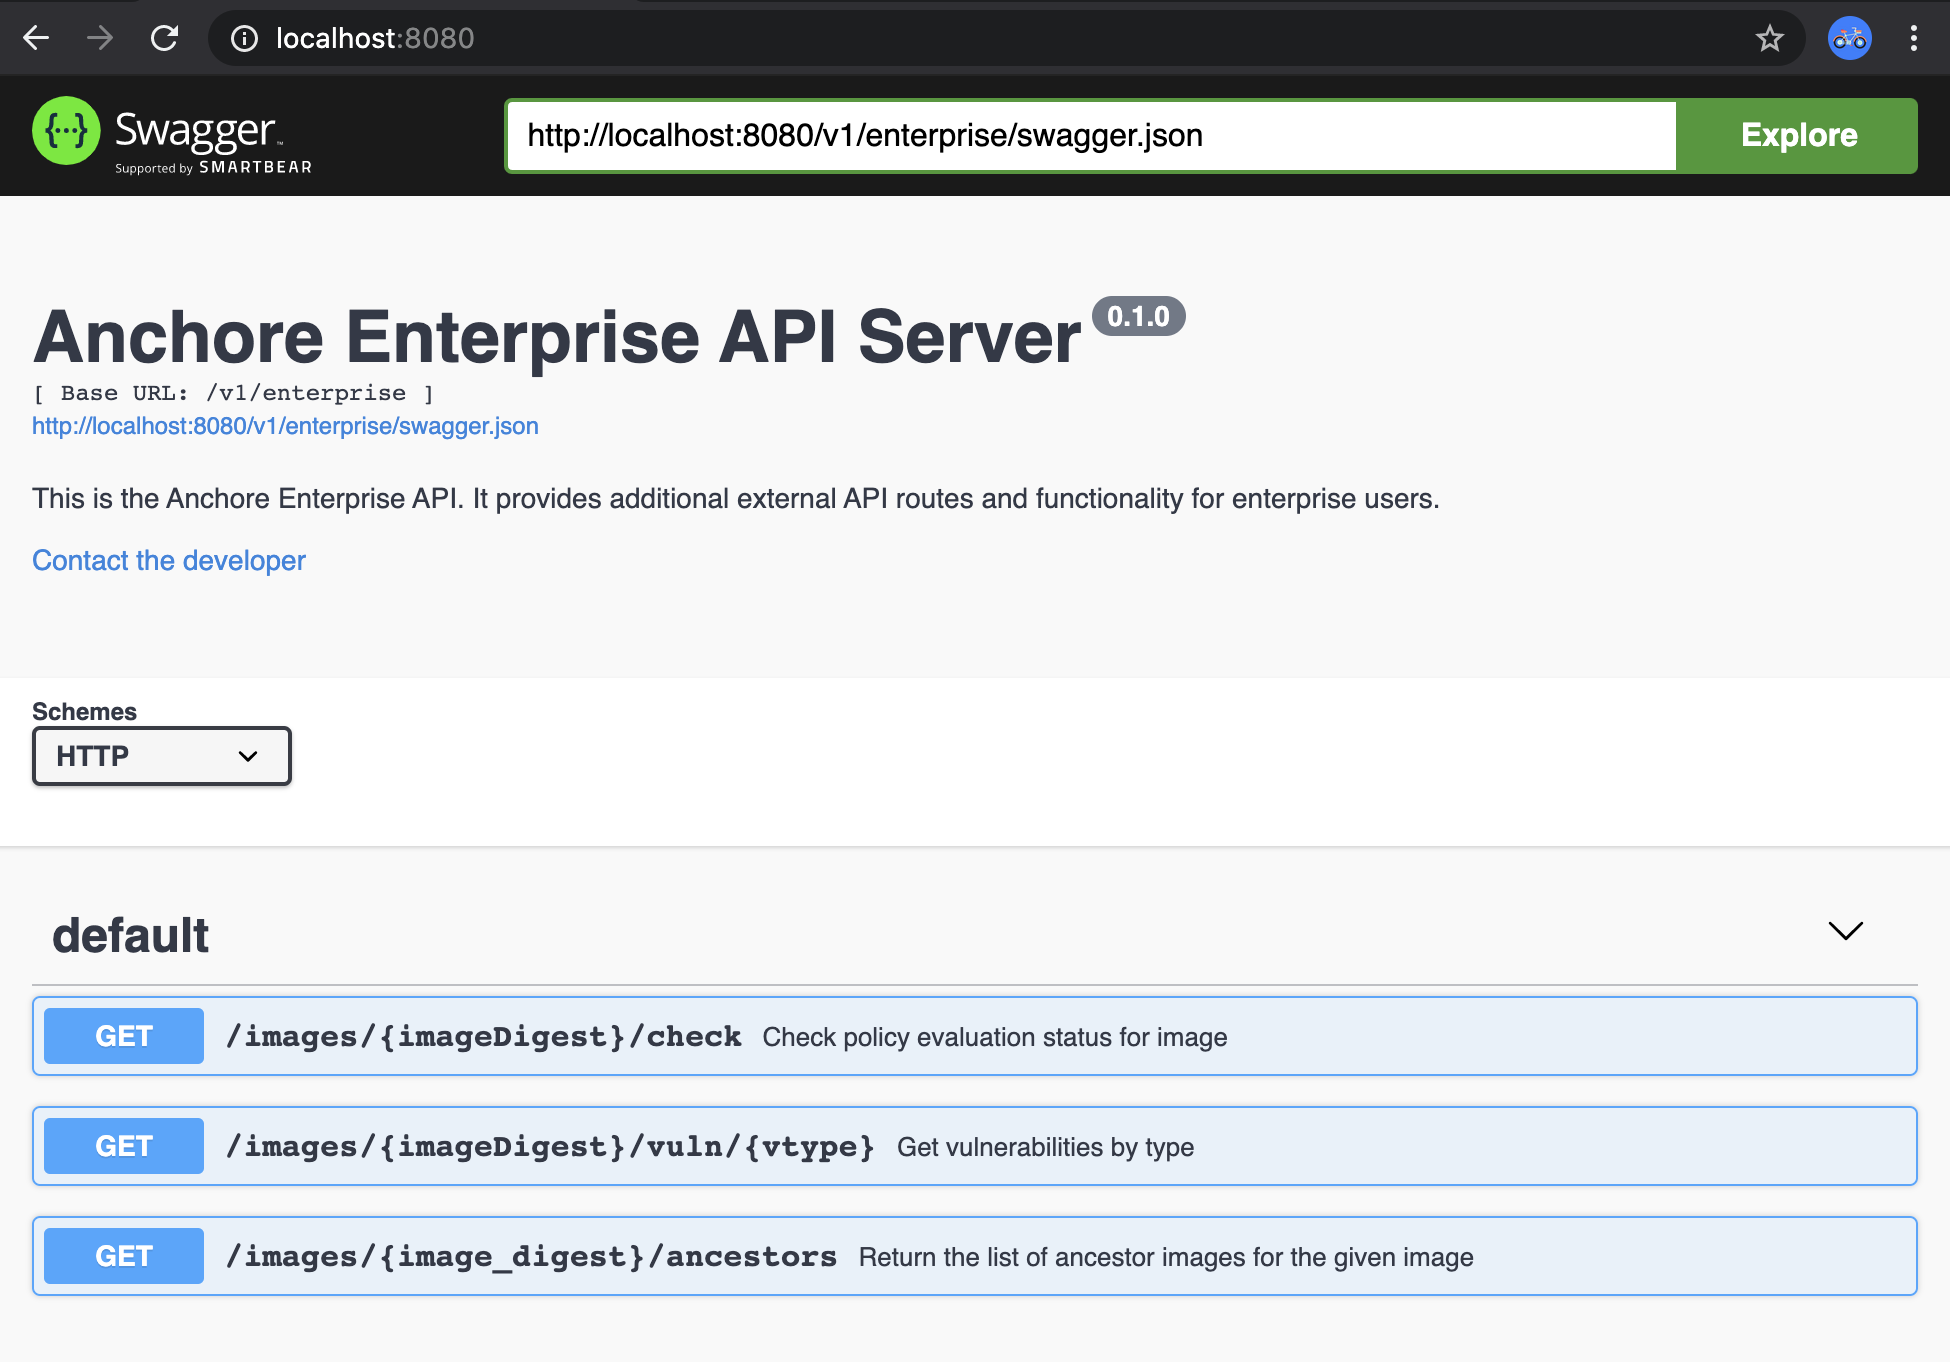 localhost:8080
{···} Swagger™
Supported by SMARTBEAR
http://localhost:8080/v1/enterprise/swagger.json
Explore
Anchore Enterprise API Server 0.1.0
[ Base URL: /v1/enterprise ]
http://localhost:8080/v1/enterprise/swagger.json
This is the Anchore Enterprise API. It provides additional external API routes and functionality for enterprise users.
Contact the developer
Schemes
HTTP
default
GET /images/{imageDigest}/check Check policy evaluation status for image
GET /images/{imageDigest}/vuln/{vtype} Get vulnerabilities by type
GET /images/{image_digest}/ancestors Return the list of ancestor images for the given image